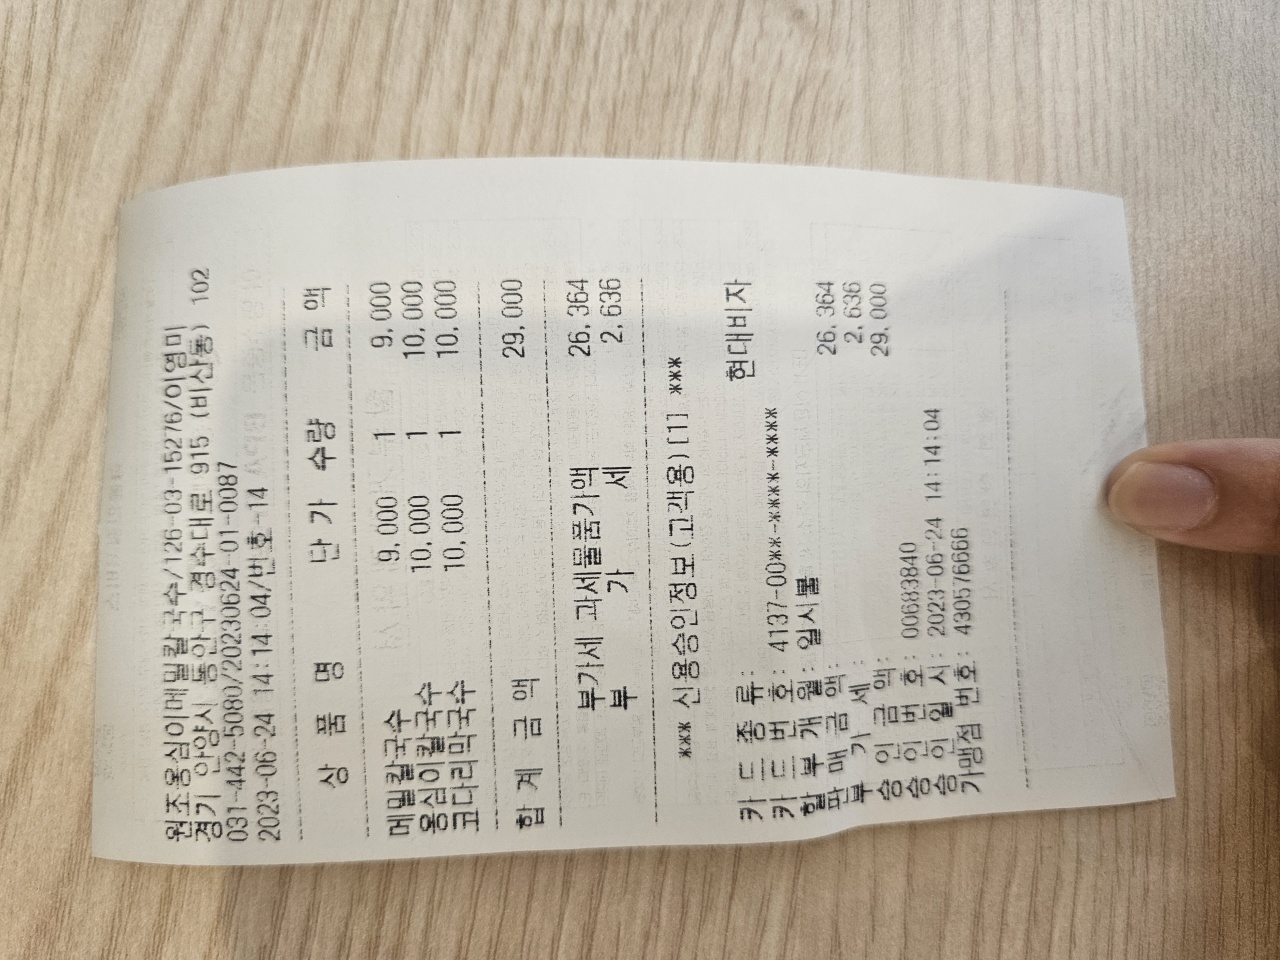 원조옹심이메밀칼국수/126-03-15276/이영미
경기 안양시 동안구 경수대로 915 (비산동) 102
031-442-5080/20230624-01-0087
2023-06-24 14:14:04/번호-14
상 품 명 단 가 수량 금 액
메밀칼국수 9,000 1 9,000
옹심이칼국수 10,000 1 10,000
코다리막국수 10,000 1 10,000
합 계 금 액 29,000
부가세 과세물품가액 26,364
부 가 세 2,636
*** 신용승인정보(고객용)[1] ***
카 드 종 류: 현대비자
카 드 번 호: 4137-00**-****-****
할 부 개 월: 일시불
판 매 금 액: 26,364
부 가 세: 2,636
승 인 금 액: 29,000
승 인 번 호: 00683840
승 인 일 시: 2023-06-24 14:14:04
가맹점 번호: 430576666